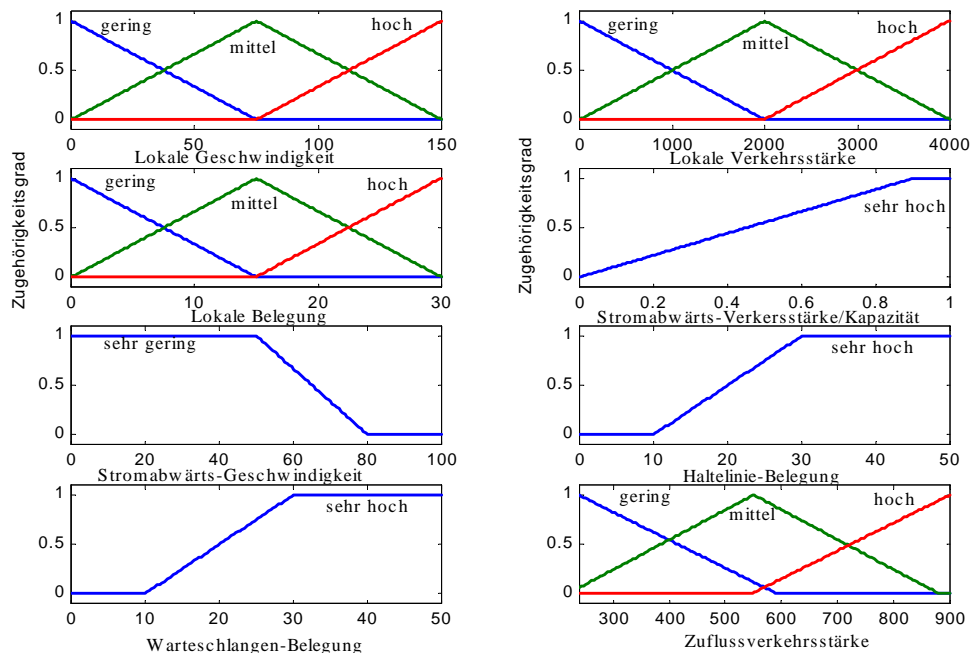 1
0.5
0
gering
mittel
hoch
0
50
100
150
Lokale Geschwindigkeit
1
0.5
0
gering
mittel
hoch
0
1000
2000
3000
4000
Lokale Verkehrsstärke
Zugehörigkeitsgrad
1
0.5
0
gering
mittel
hoch
0
10
20
30
Lokale Belegung
Zugehörigkeitsgrad
1
0.5
0
sehr hoch
0
0.2
0.4
0.6
0.8
1
Stromabwärts-Verkersstärke/Kapazität
1
0.5
0
sehr gering
0
20
40
60
80
100
Stromabwärts-Geschwindigkeit
1
0.5
0
sehr hoch
0
10
20
30
40
50
Haltelinie-Belegung
1
0.5
0
sehr hoch
0
10
20
30
40
50
Warteschlangen-Belegung
1
0.5
0
gering
mittel
hoch
300
400
500
600
700
800
900
Zuflussverkehrsstärke